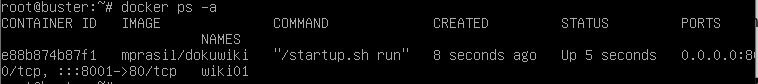 root@buster:~# docker ps -a
CONTAINER ID   IMAGE              COMMAND             CREATED         STATUS         PORTS
               NAMES
e88b874b87f1   mprasil/dokuwiki   "/startup.sh run"   8 seconds ago   Up 5 seconds   0.0.0.0:80
0/tcp, :::8001->80/tcp   wiki01